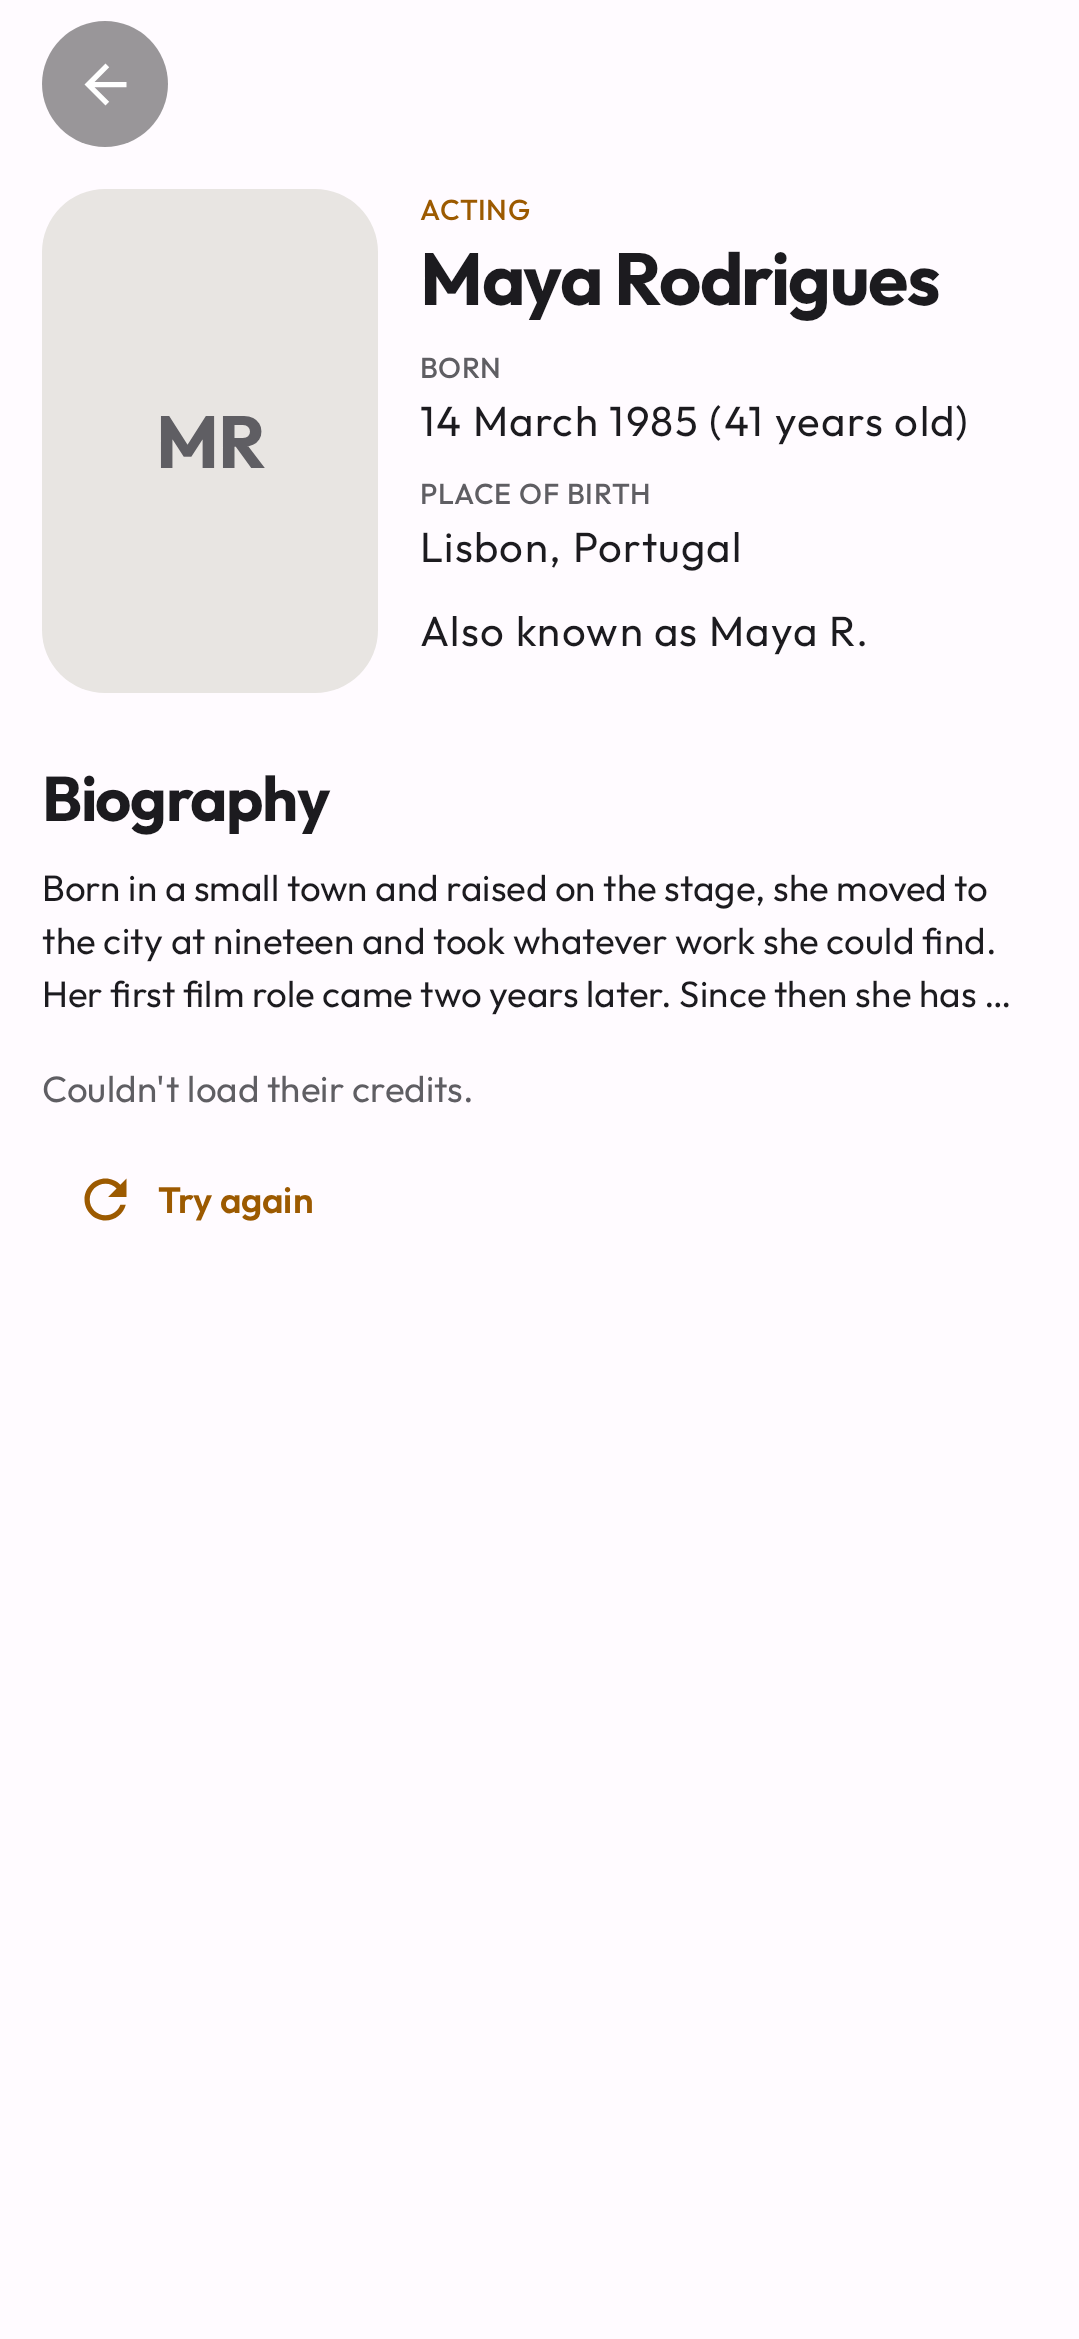 ACTING
Maya Rodrigues
BORN
14 March 1985 (41 years old)
PLACE OF BIRTH
Lisbon, Portugal
Also known as Maya R.
MR
Biography
Born in a small town and raised on the stage, she moved to
the city at nineteen and took whatever work she could find.
Her first film role came two years later. Since then she has …
Couldn't load their credits.
Try again